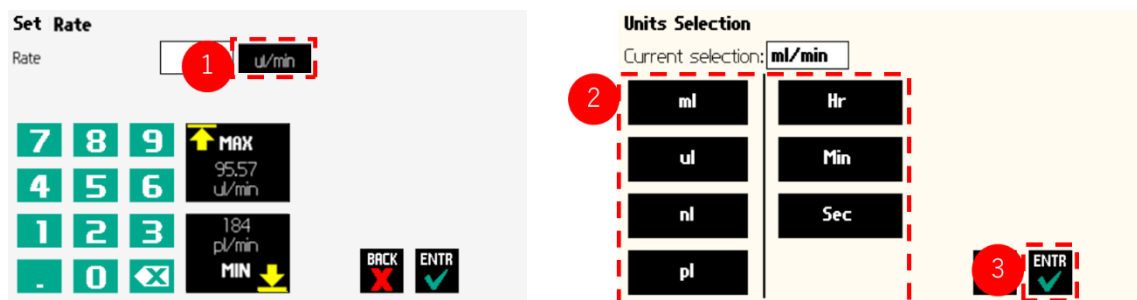 Set Rate
Rate
1
ul/min
7 8 9
MAX
95.57
ul/min
4 5 6
1 2 3
184
pl/min
MIN
. 0
BACK
ENTR
Units Selection
Current selection: ml/min
2
ml
Hr
ul
Min
nl
Sec
pl
3
ENTR